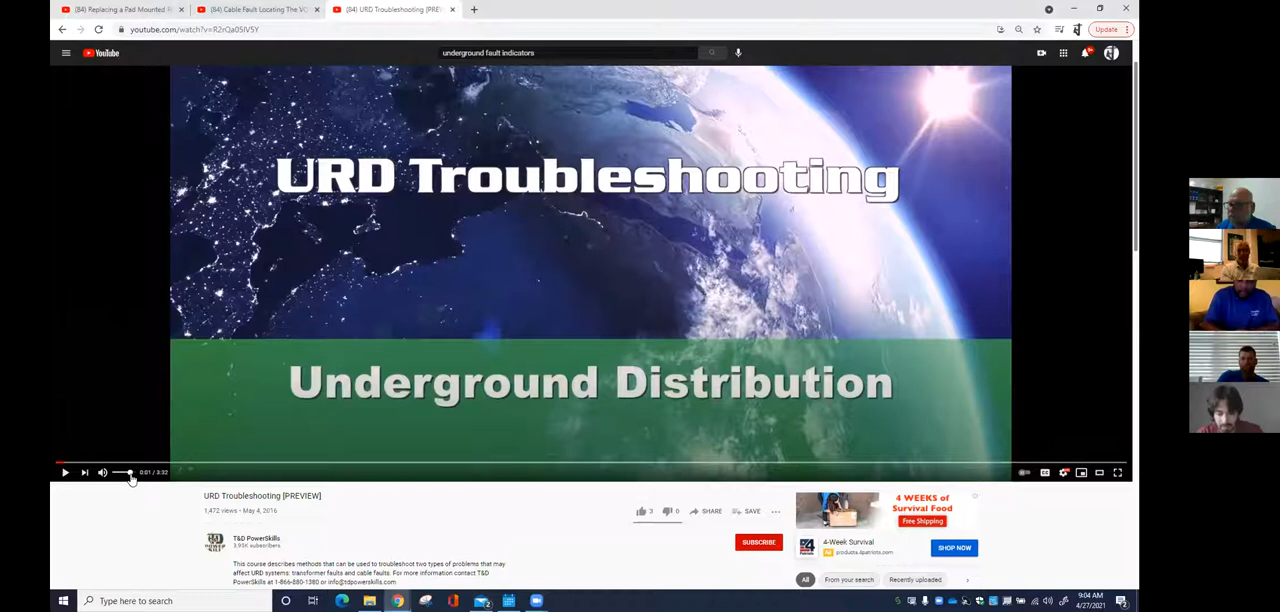 (84) Replacing a Pad Mounted
(84) Cable Fault Locating The
(84) URD Troubleshooting [PREV
youtube.com/watch?v=R2rQa05IV5Y
Update
YouTube
underground fault indicators
URD Troubleshooting
Underground Distribution
0:01 / 3:32
URD Troubleshooting [PREVIEW]
1,472 views • May 4, 2016
3
0
SHARE
SAVE
T&D PowerSkills
3.95K subscribers
SUBSCRIBE
This course describes methods that can be used to troubleshoot two types of problems that may
affect URD systems: transformer faults and cable faults. For more information contact T&D
PowerSkills at 1-866-880-1380 or info@tdpowerskills.com
4 WEEKS of
Survival Food
Free Shipping
4-Week Survival
Ad products.4patriots.com
SHOP NOW
All
From your search
Recently uploaded
Type here to search
9:04 AM
4/27/2021